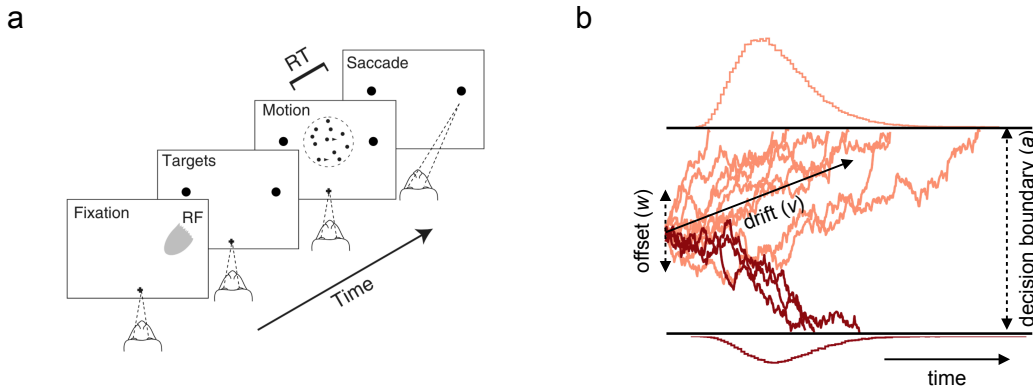 a
Fixation
RF
Targets
Motion
RT
Saccade
Time
b
offset (w)
drift (v)
decision boundary (a)
time